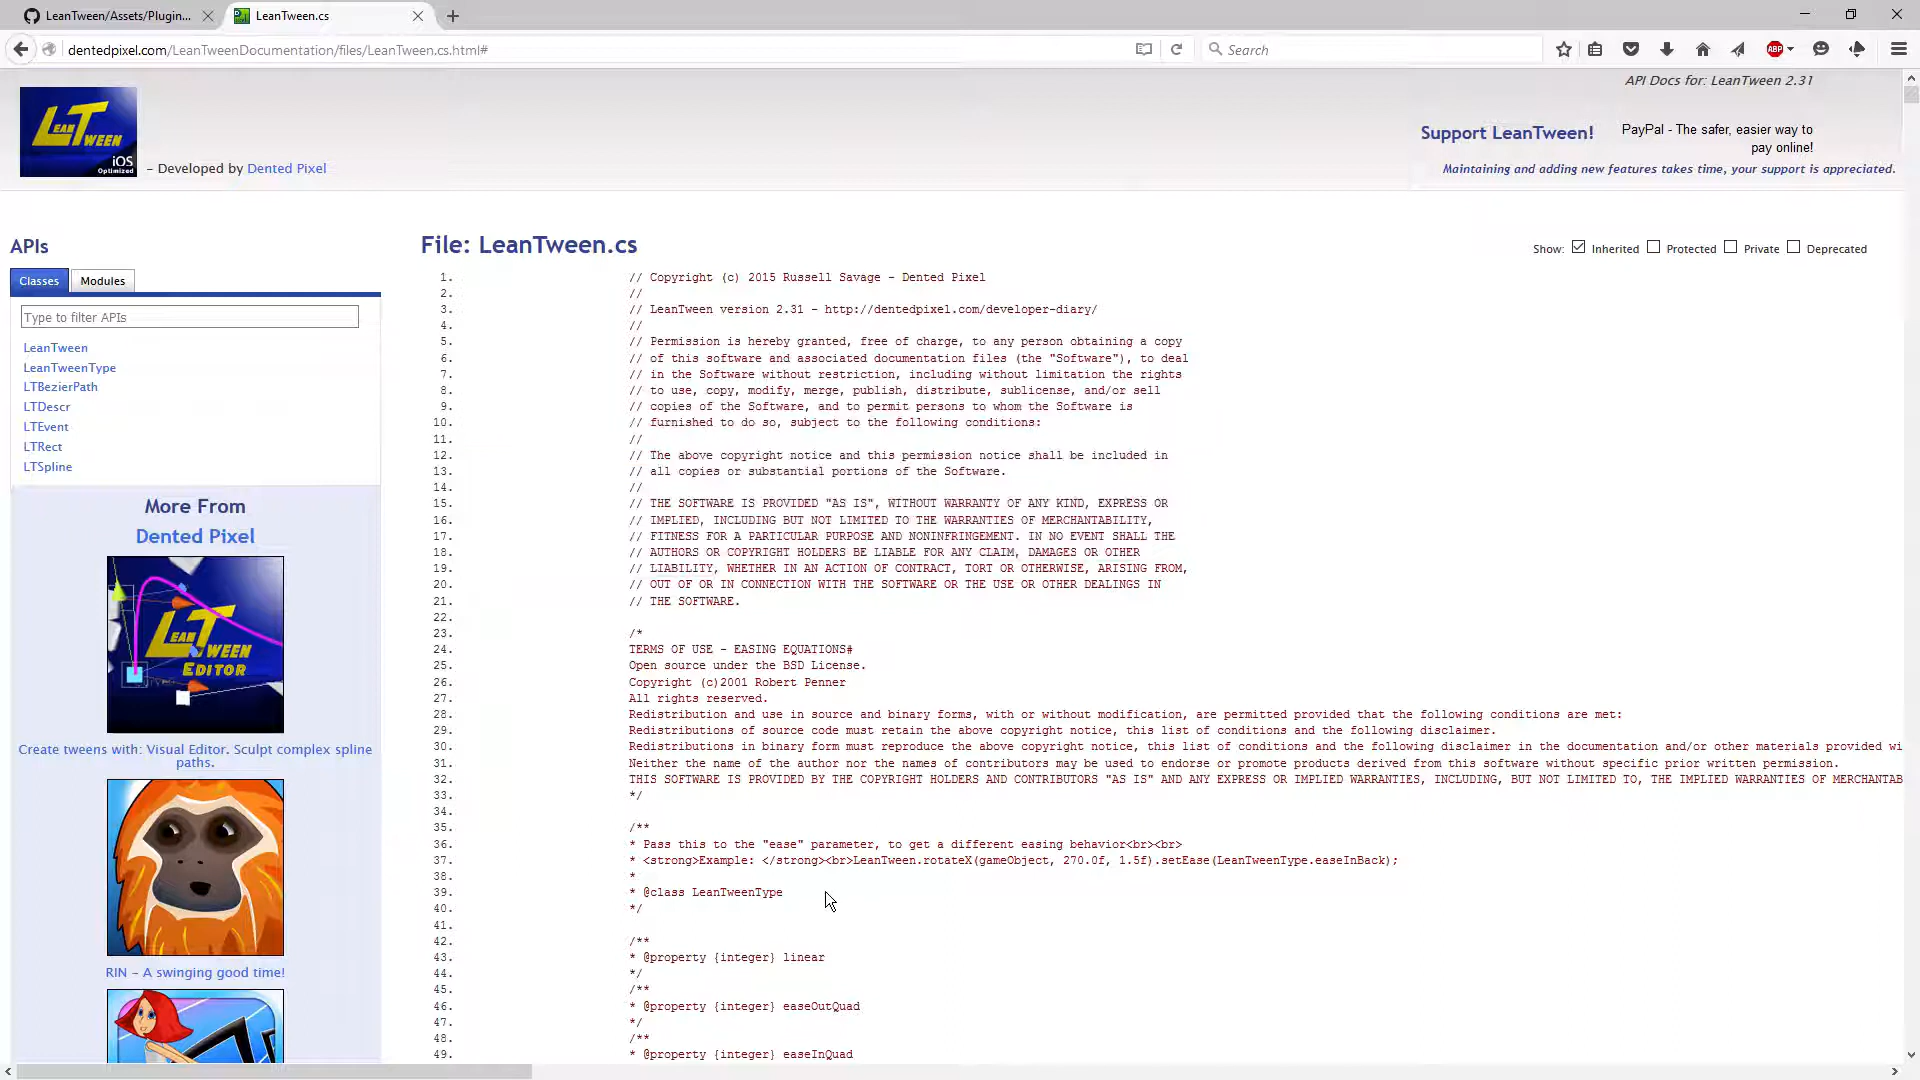 LeanTween/Assets/Plugin...
LeanTween.cs
dentedpixel.com/LeanTweenDocumentation/files/LeanTween.cs.html#
Search
ABP
API Docs for: LeanTween 2.31
LEAN TWEEN
iOS
Optimized
– Developed by Dented Pixel
Support LeanTween!
PayPal - The safer, easier way to
pay online!
Maintaining and adding new features takes time, your support is appreciated.
APIs
Classes
Modules
Type to filter APIs
LeanTween
LeanTweenType
LTBezierPath
LTDescr
LTEvent
LTRect
LTSpline
More From
Dented Pixel
LEAN TWEEN
EDITOR
Create tweens with: Visual Editor. Sculpt complex spline
paths.
RIN – A swinging good time!
File: LeanTween.cs
Show: Inherited Protected Private Deprecated
1. // Copyright (c) 2015 Russell Savage - Dented Pixel
2. //
3. // LeanTween version 2.31 - http://dentedpixel.com/developer-diary/
4. //
5. // Permission is hereby granted, free of charge, to any person obtaining a copy
6. // of this software and associated documentation files (the "Software"), to deal
7. // in the Software without restriction, including without limitation the rights
8. // to use, copy, modify, merge, publish, distribute, sublicense, and/or sell
9. // copies of the Software, and to permit persons to whom the Software is
10. // furnished to do so, subject to the following conditions:
11. //
12. // The above copyright notice and this permission notice shall be included in
13. // all copies or substantial portions of the Software.
14. //
15. // THE SOFTWARE IS PROVIDED "AS IS", WITHOUT WARRANTY OF ANY KIND, EXPRESS OR
16. // IMPLIED, INCLUDING BUT NOT LIMITED TO THE WARRANTIES OF MERCHANTABILITY,
17. // FITNESS FOR A PARTICULAR PURPOSE AND NONINFRINGEMENT. IN NO EVENT SHALL THE
18. // AUTHORS OR COPYRIGHT HOLDERS BE LIABLE FOR ANY CLAIM, DAMAGES OR OTHER
19. // LIABILITY, WHETHER IN AN ACTION OF CONTRACT, TORT OR OTHERWISE, ARISING FROM,
20. // OUT OF OR IN CONNECTION WITH THE SOFTWARE OR THE USE OR OTHER DEALINGS IN
21. // THE SOFTWARE.
22.
23. /*
24. TERMS OF USE - EASING EQUATIONS#
25. Open source under the BSD License.
26. Copyright (c)2001 Robert Penner
27. All rights reserved.
28. Redistribution and use in source and binary forms, with or without modification, are permitted provided that the following conditions are met:
29. Redistributions of source code must retain the above copyright notice, this list of conditions and the following disclaimer.
30. Redistributions in binary form must reproduce the above copyright notice, this list of conditions and the following disclaimer in the documentation and/or other materials provided wi
31. Neither the name of the author nor the names of contributors may be used to endorse or promote products derived from this software without specific prior written permission.
32. THIS SOFTWARE IS PROVIDED BY THE COPYRIGHT HOLDERS AND CONTRIBUTORS "AS IS" AND ANY EXPRESS OR IMPLIED WARRANTIES, INCLUDING, BUT NOT LIMITED TO, THE IMPLIED WARRANTIES OF MERCHANTAB
33. */
34.
35. /**
36. * Pass this to the "ease" parameter, to get a different easing behavior<br><br>
37. * <strong>Example: </strong><br>LeanTween.rotateX(gameObject, 270.0f, 1.5f).setEase(LeanTweenType.easeInBack);
38. *
39. * @class LeanTweenType
40. */
41.
42. /**
43. * @property {integer} linear
44. */
45. /**
46. * @property {integer} easeOutQuad
47. */
48. /**
49. * @property {integer} easeInQuad